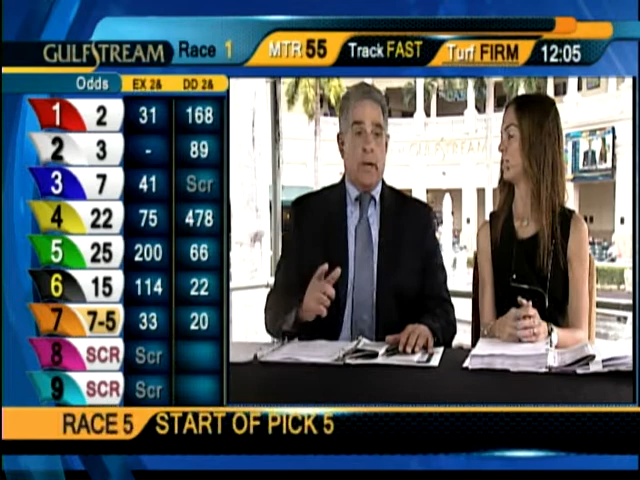 GULFSTREAM Race 1 MTR 55 Track FAST Turf FIRM 12:05
Odds EX 2& DD 2&
1 2 31 168
2 3 - 89
3 7 41 Scr
4 22 75 478
5 25 200 66
6 15 114 22
7 7-5 33 20
8 SCR Scr
9 SCR Scr
GULFSTREAM
RACE 5 START OF PICK 5